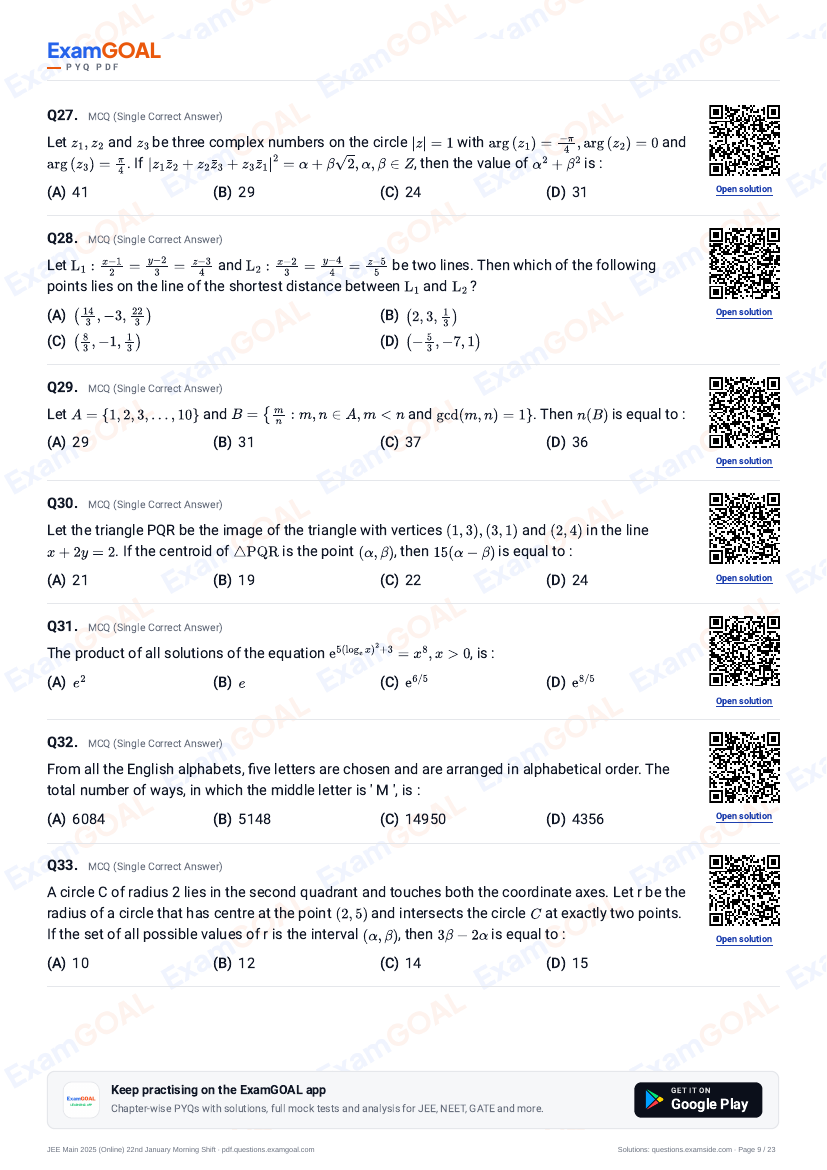 ExamGOAL
PYQ PDF
Q27. MCQ (Single Correct Answer)
Let z₁, z₂ and z₃ be three complex numbers on the circle |z| = 1 with arg (z₁) = −π/4, arg (z₂) = 0 and
arg (z₃) = π/4. If |z₁z̄₂ + z₂z̄₃ + z₃z̄₁|² = α + β√2, α, β ∈ Z, then the value of α² + β² is :
(A) 41 (B) 29 (C) 24 (D) 31
Open solution
Q28. MCQ (Single Correct Answer)
Let L₁ : (x−1)/2 = (y−2)/3 = (z−3)/4 and L₂ : (x−2)/3 = (y−4)/4 = (z−5)/5 be two lines. Then which of the following
points lies on the line of the shortest distance between L₁ and L₂ ?
(A) (14/3, −3, 22/3) (B) (2, 3, 1/3)
(C) (8/3, −1, 1/3) (D) (−5/3, −7, 1)
Open solution
Q29. MCQ (Single Correct Answer)
Let A = {1, 2, 3, …, 10} and B = {m/n : m, n ∈ A, m < n and gcd(m, n) = 1}. Then n(B) is equal to :
(A) 29 (B) 31 (C) 37 (D) 36
Open solution
Q30. MCQ (Single Correct Answer)
Let the triangle PQR be the image of the triangle with vertices (1, 3), (3, 1) and (2, 4) in the line
x + 2y = 2. If the centroid of △PQR is the point (α, β), then 15(α − β) is equal to :
(A) 21 (B) 19 (C) 22 (D) 24
Open solution
Q31. MCQ (Single Correct Answer)
The product of all solutions of the equation e^(5(logₑ x)²+3) = x⁸, x > 0, is :
(A) e² (B) e (C) e^(6/5) (D) e^(8/5)
Open solution
Q32. MCQ (Single Correct Answer)
From all the English alphabets, five letters are chosen and are arranged in alphabetical order. The
total number of ways, in which the middle letter is ' M ', is :
(A) 6084 (B) 5148 (C) 14950 (D) 4356
Open solution
Q33. MCQ (Single Correct Answer)
A circle C of radius 2 lies in the second quadrant and touches both the coordinate axes. Let r be the
radius of a circle that has centre at the point (2, 5) and intersects the circle C at exactly two points.
If the set of all possible values of r is the interval (α, β), then 3β − 2α is equal to :
(A) 10 (B) 12 (C) 14 (D) 15
Open solution
ExamGOAL
Keep practising on the ExamGOAL app
Chapter-wise PYQs with solutions, full mock tests and analysis for JEE, NEET, GATE and more.
GET IT ON
Google Play
JEE Main 2025 (Online) 22nd January Morning Shift · pdf.questions.examgoal.com
Solutions: questions.examside.com · Page 9 / 23